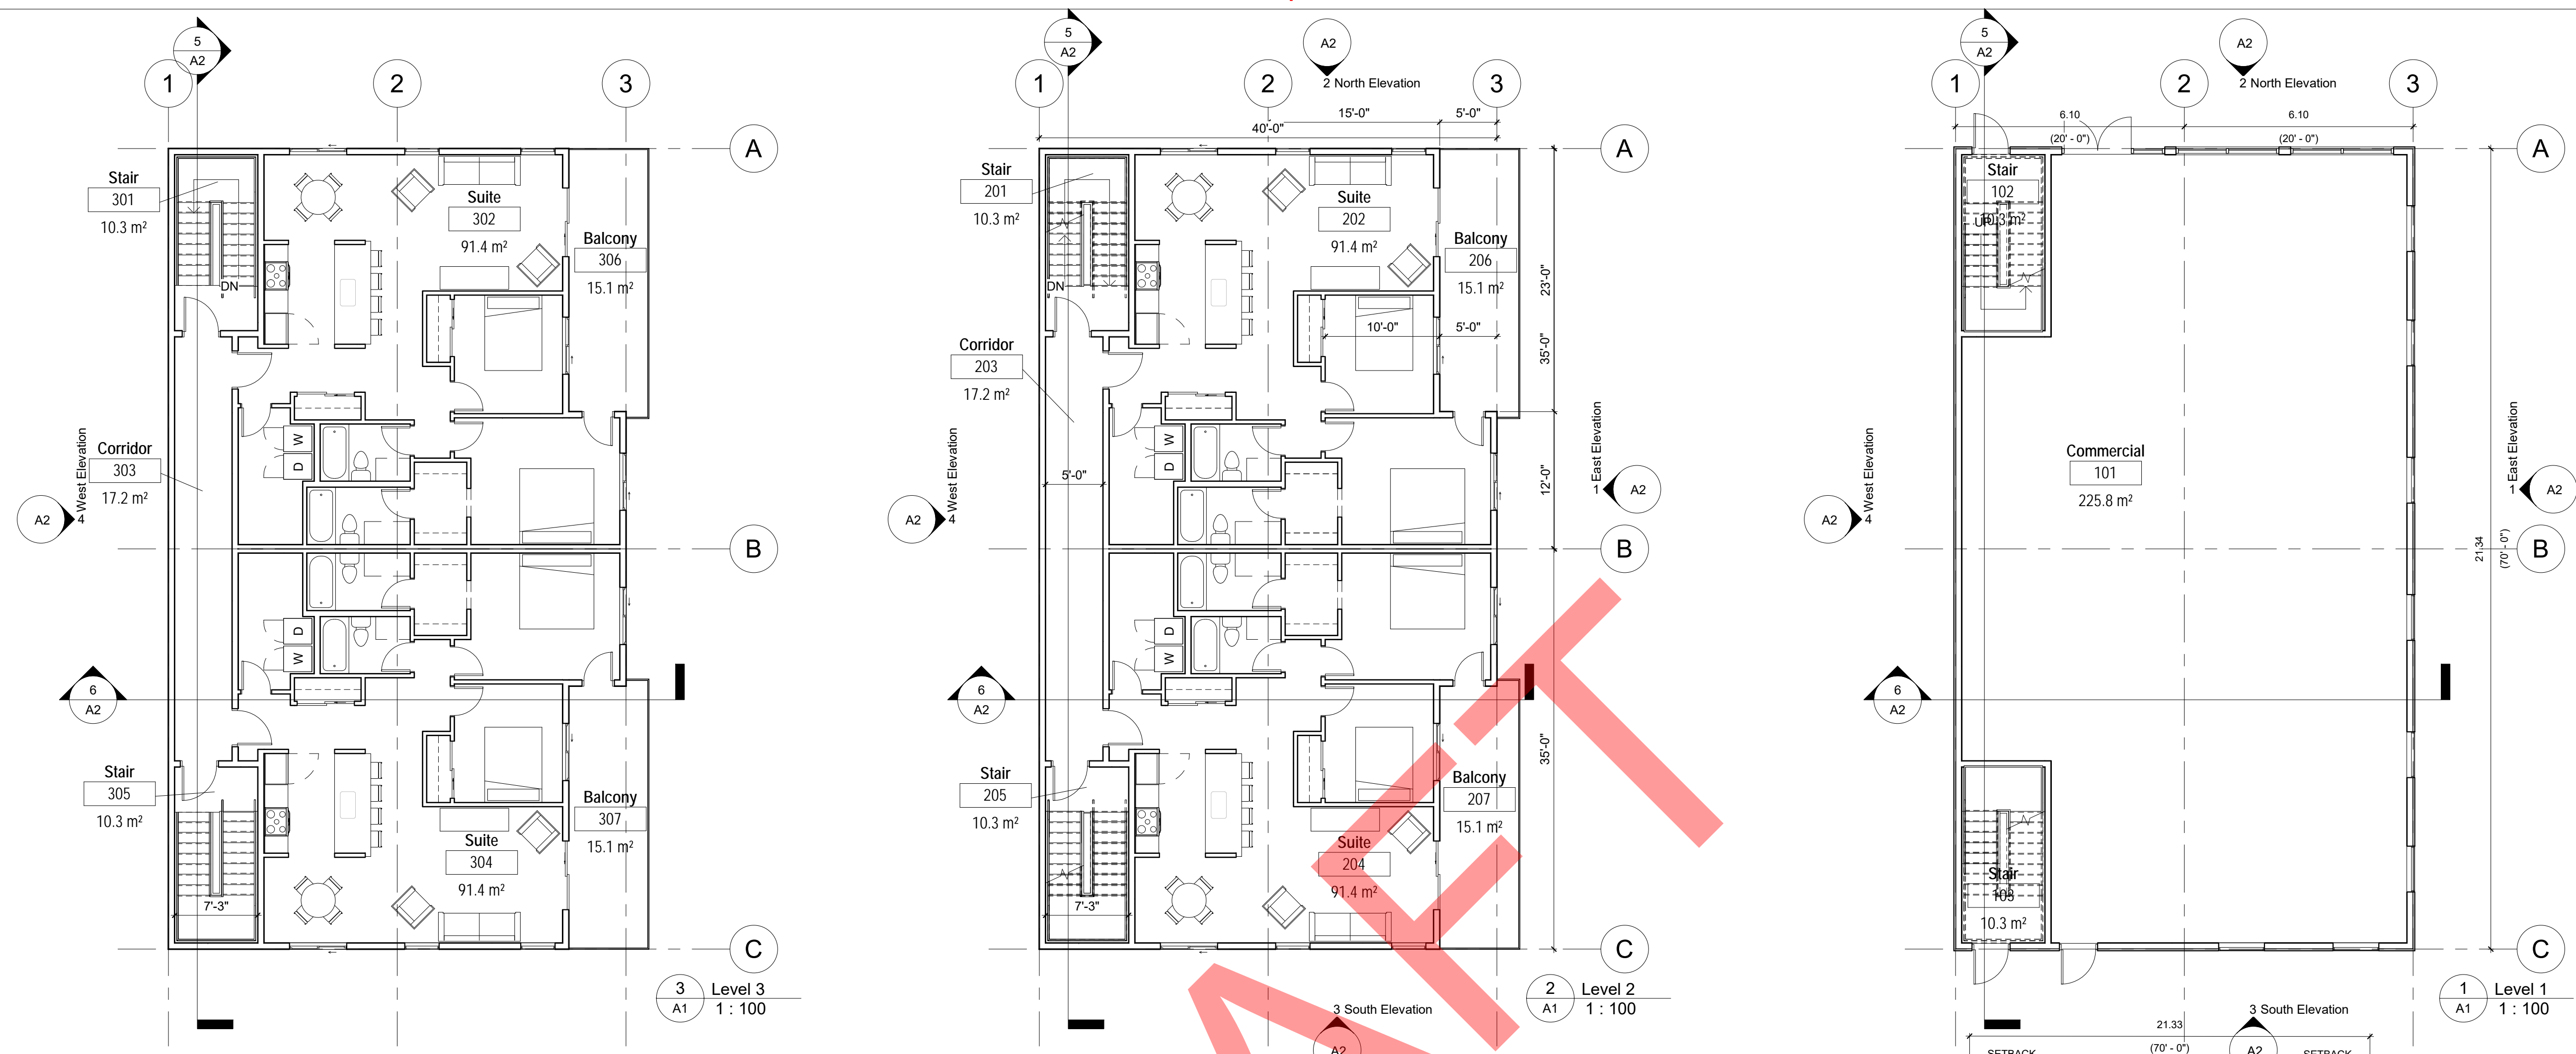 5
A2
1
2
3
A
Stair
301
10.3 m²
Suite
302
91.4 m²
Balcony
306
15.1 m²
DN
Corridor
303
17.2 m²
West Elevation
A2
4
W
D
B
D
W
6
A2
Stair
305
10.3 m²
Balcony
307
15.1 m²
Suite
304
91.4 m²
7'-3"
C
3
A1
Level 3
1 : 100
5
A2
A2
2 North Elevation
1
2
3
15'-0"
5'-0"
40'-0"
A
Stair
201
10.3 m²
Suite
202
91.4 m²
Balcony
206
15.1 m²
DN
23'-0"
10'-0"
5'-0"
35'-0"
Corridor
203
17.2 m²
West Elevation
A2
4
W
D
5'-0"
12'-0"
East Elevation
1
A2
B
D
W
6
A2
35'-0"
Stair
205
10.3 m²
Balcony
207
15.1 m²
Suite
204
91.4 m²
7'-3"
C
2
A1
Level 2
1 : 100
3 South Elevation
A2
5
A2
A2
2 North Elevation
1
2
3
6.10
6.10
(20' - 0")
(20' - 0")
A
Stair
102
10.3 m²
UP
Commercial
101
225.8 m²
West Elevation
A2
4
East Elevation
1
A2
21.34
(70' - 0")
B
6
A2
Stair
103
10.3 m²
C
1
A1
Level 1
1 : 100
3 South Elevation
21.33
(70' - 0")
A2
SETBACK
SETBACK